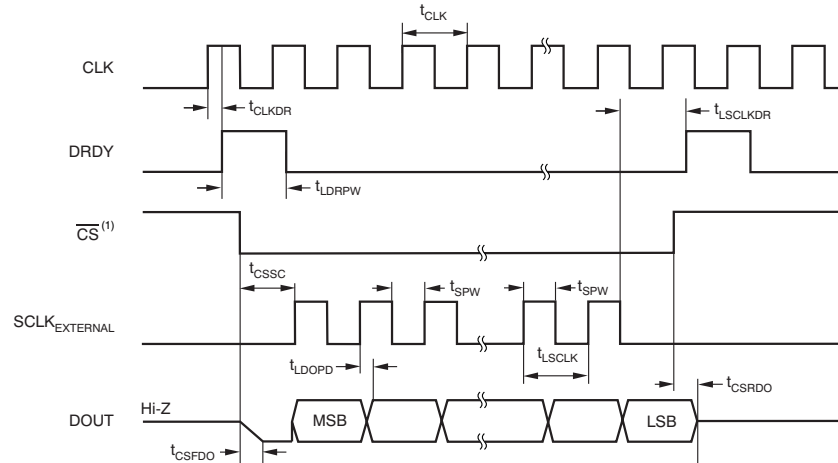 tCLK
CLK
tCLKDR
tLSCLKDR
DRDY
tLDRPW
CS(1)
tCSSC
tSPW
tSPW
SCLKEXTERNAL
tLDOPD
tLSCLK
tCSRDO
Hi-Z
DOUT
MSB
LSB
tCSFDO